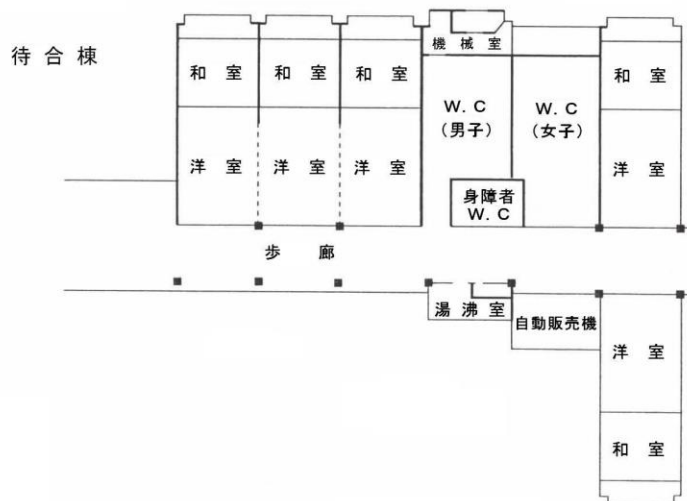 待合棟
機械室
和室
和室
和室
W.C
(男子)
W.C
(女子)
和室
洋室
洋室
洋室
身障者
W.C
洋室
歩廊
湯沸室
自動販売機
洋室
和室